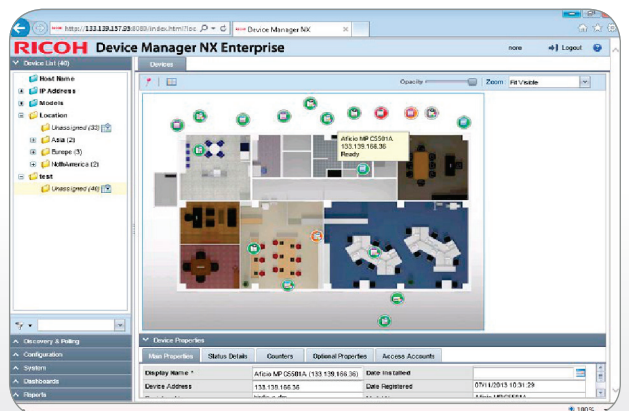 http://133.139.157.93:8080/index.html?loc
Device Manager NX
RICOH Device Manager NX Enterprise
none
Logout
Device List (40)
Devices
Opacity
Zoom
Fit Visible
Host Name
IP Address
Models
Location
Unassigned (33)
Asia (2)
Europe (3)
NothAmerica (2)
test
Unassigned (40)
Aficio MP C5501A
133.139.166.36
Ready
Discovery & Polling
Configuration
System
Dashboards
Reports
Device Properties
Main Properties
Status Details
Counters
Optional Properties
Access Accounts
Display Name *
Aficio MP C5501A (133.139.166.36)
Date Installed
Device Address
133.139.166.36
Date Registered
07/11/2013 10:31:29
100%